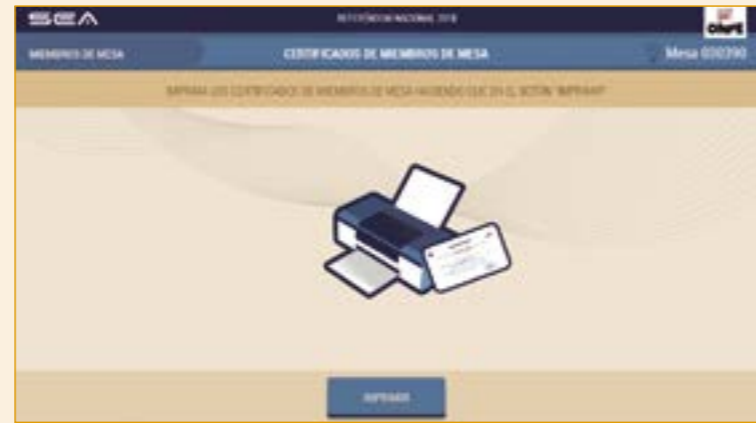 SEA
REFERÉNDUM NACIONAL 2018
ONPE
MIEMBROS DE MESA
CERTIFICADOS DE MIEMBROS DE MESA
Mesa 030390
IMPRIMA LOS CERTIFICADOS DE MIEMBROS DE MESA HACIENDO CLIC EN EL BOTÓN "IMPRIMIR"
IMPRIMIR